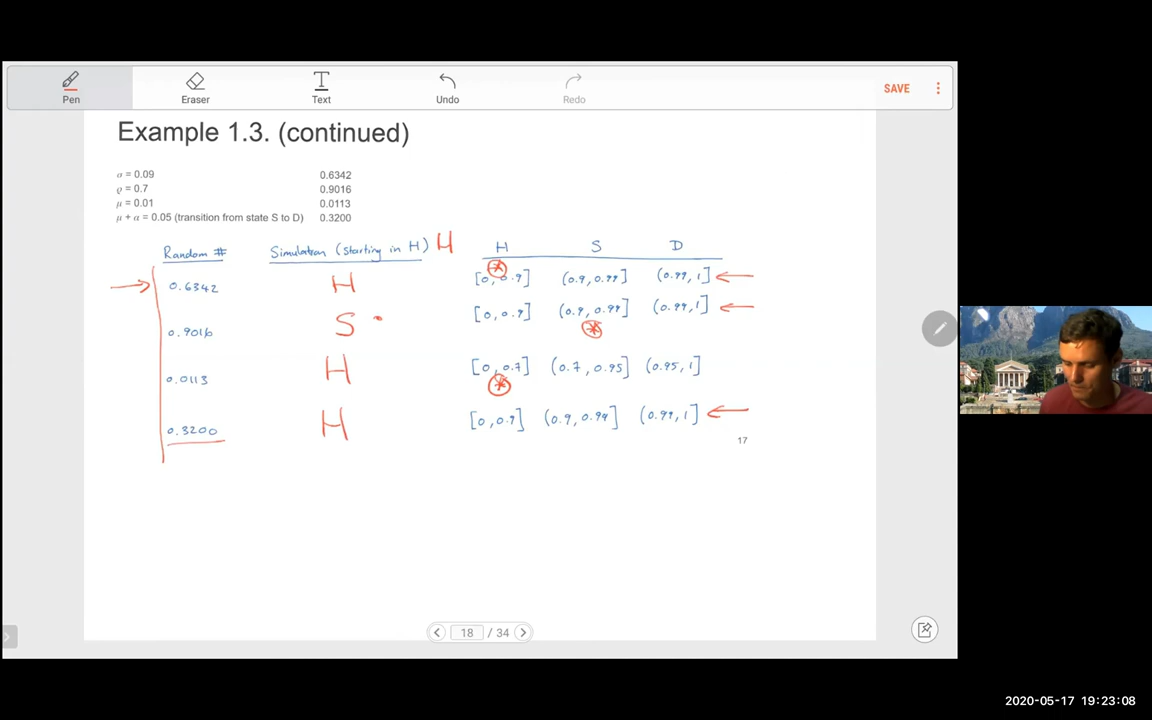 Pen Eraser Text Undo Redo SAVE
Example 1.3. (continued)
σ = 0.09 0.6342
ϱ = 0.7 0.9016
μ = 0.01 0.0113
μ + α = 0.05 (transition from state S to D) 0.3200
Random # Simulation (starting in H) H H S D
0.6342 H [0, 0.9] (0.9, 0.99] (0.99, 1]
0.9016 S [0, 0.9] (0.9, 0.99] (0.99, 1]
0.0113 H [0, 0.7] (0.7, 0.95] (0.95, 1]
0.3200 H [0, 0.9] (0.9, 0.99] (0.99, 1]
17
18 / 34
2020-05-17 19:23:08